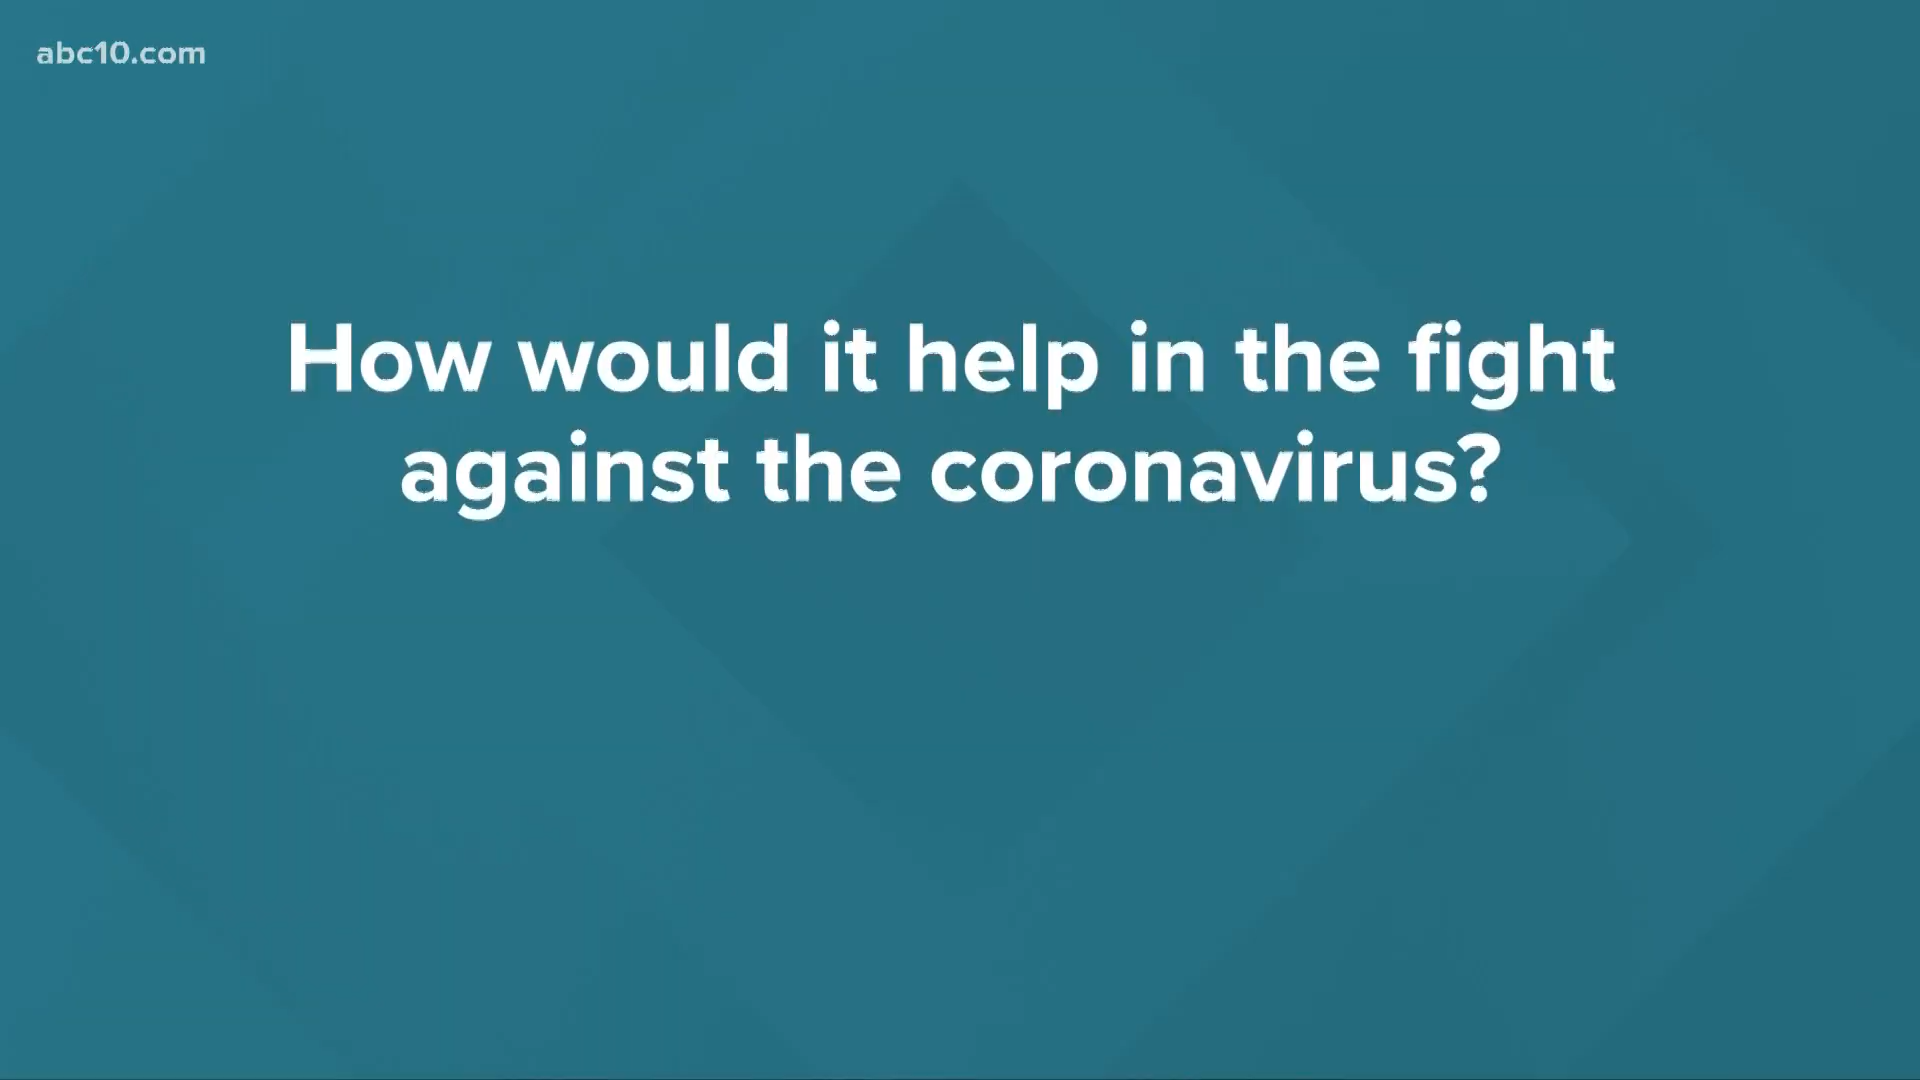 abc10.com
How would it help in the fight
against the coronavirus?